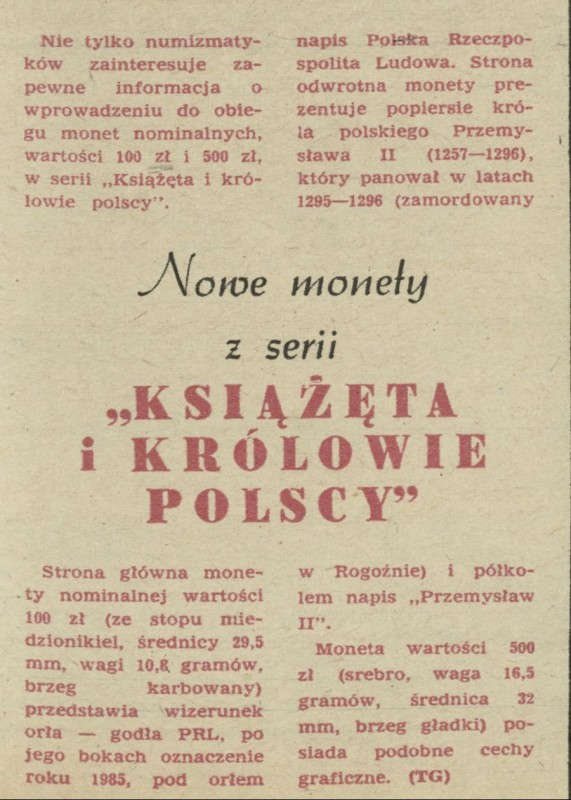 Nowe monety
z serii
„KSIĄŻĘTA
i KRÓLOWIE
POLSCY”
Nie tylko numizmaty-
ków zainteresuje za-
pewne informacja o
wprowadzeniu do obie-
gu monet nominalnych,
wartości 100 zł i 500 zł,
w serii „Książęta i kró-
lowie polscy”.
Strona główna mone-
ty nominalnej wartości
100 zł (ze stopu mie-
dzionikiel, średnicy 29,5
mm, wagi 10,8 gramów,
brzeg karbowany)
przedstawia wizerunek
orła — godła PRL, po
jego bokach oznaczenie
roku 1985, pod orłem
napis Polska Rzeczpo-
spolita Ludowa. Strona
odwrotna monety pre-
zentuje popiersie kró-
la polskiego Przemy-
sława II (1257—1296),
który panował w latach
1295—1296 (zamordowany
w Rogoźnie) i półko-
lem napis „Przemysław
II”.
Moneta wartości 500
zł (srebro, waga 16,5
gramów, średnica 32
mm, brzeg gładki) po-
siada podobne cechy
graficzne. (TG)